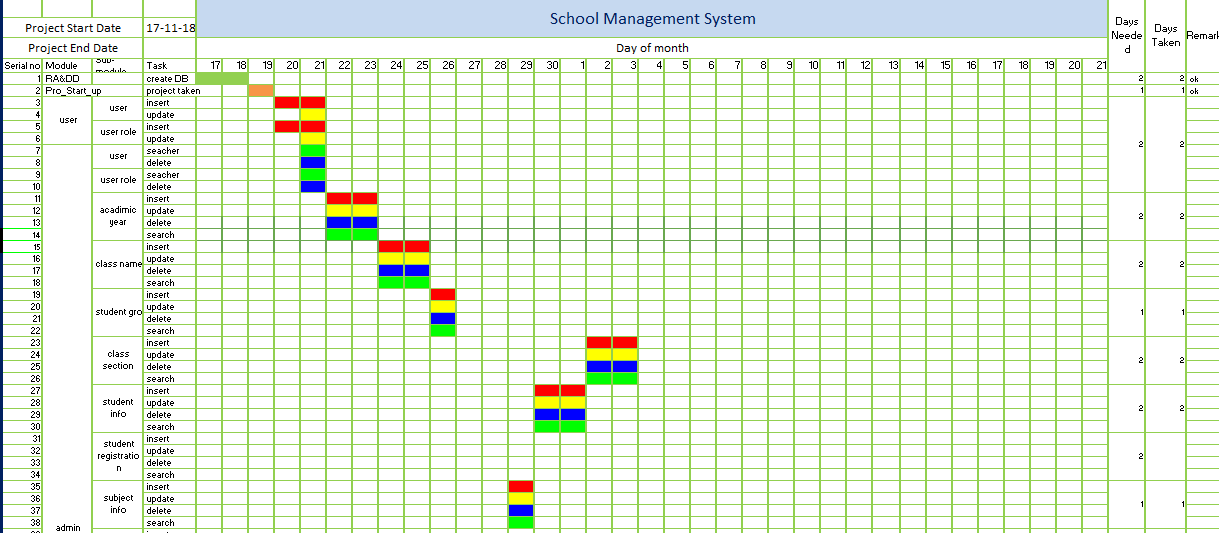 School Management System
Project Start Date 17-11-18
Project End Date Day of month
Days Neede d Days Taken Remark
Serial no Module Sub-module Task 17 18 19 20 21 22 23 24 25 26 27 28 29 30 1 2 3 4 5 6 7 8 9 10 11 12 13 14 15 16 17 18 19 20 21
1 RA&DD create DB 2 2 ok
2 Pro_Start_up project taken 1 1 ok
3 user user insert
4 update
5 user role insert
6 update
2 2
7 user seacher
8 delete
9 user role seacher
10 delete
11 acadimic year insert
12 update
13 delete 2 2
14 search
15 class name insert
16 update
17 delete 2 2
18 search
19 student gro insert
20 update
21 delete 1 1
22 search
23 class section insert
24 update
25 delete 2 2
26 search
27 student info insert
28 update
29 delete 2 2
30 search
31 student registratio n insert
32 update
33 delete 2
34 search
35 subject info insert
36 update
37 delete 1 1
38 search
admin